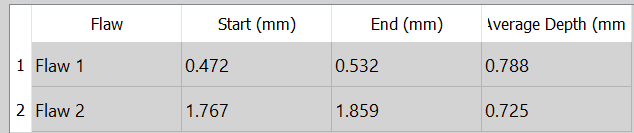 Flaw Start (mm) End (mm) Average Depth (mm
1 Flaw 1 0.472 0.532 0.788
2 Flaw 2 1.767 1.859 0.725